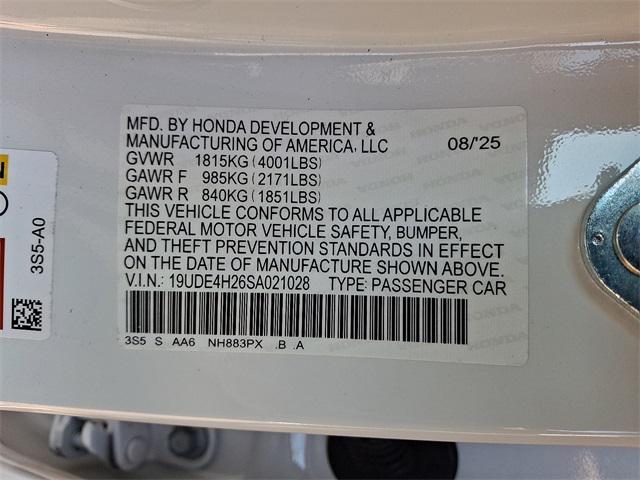 MFD. BY HONDA DEVELOPMENT &
MANUFACTURING OF AMERICA, LLC 08/'25
GVWR 1815KG (4001LBS)
GAWR F 985KG (2171LBS)
GAWR R 840KG (1851LBS)
THIS VEHICLE CONFORMS TO ALL APPLICABLE
FEDERAL MOTOR VEHICLE SAFETY, BUMPER,
AND THEFT PREVENTION STANDARDS IN EFFECT
ON THE DATE OF MANUFACTURE SHOWN ABOVE.
V.I.N.: 19UDE4H26SA021028 TYPE: PASSENGER CAR
3S5 S AA6 NH883PX .B .A
3S5-A0